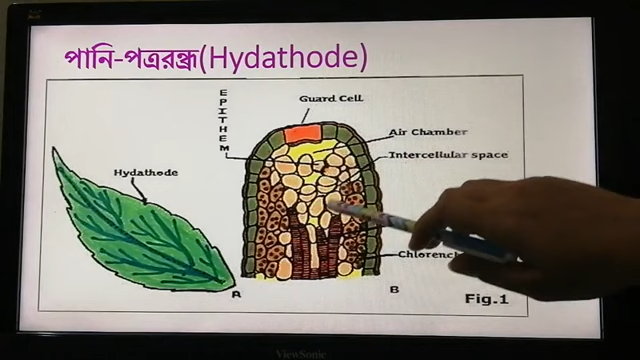 পানি-পত্ররন্ধ্র(Hydathode)
Guard Cell
EPITHEM
Air Chamber
Intercellular space
Hydathode
A
B
Fig.1
ViewSonic